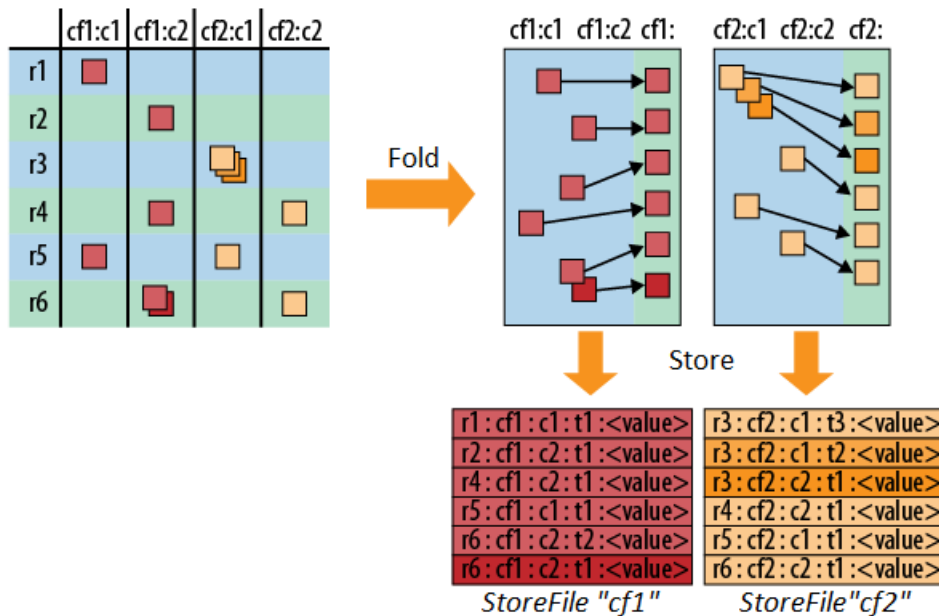 cf1:c1 cf1:c2 cf2:c1 cf2:c2
r1
r2
r3
r4
r5
r6
Fold
cf1:c1 cf1:c2 cf1:
cf2:c1 cf2:c2 cf2:
Store
r1 : cf1 : c1 : t1 :<value>
r2 : cf1 : c2 : t1 :<value>
r4 : cf1 : c2 : t1 :<value>
r5 : cf1 : c1 : t1 :<value>
r6 : cf1 : c2 : t2 :<value>
r6 : cf1 : c2 : t1 :<value>
StoreFile "cf1"
r3 : cf2 : c1 : t3 :<value>
r3 : cf2 : c1 : t2 :<value>
r3 : cf2 : c2 : t1 :<value>
r4 : cf2 : c2 : t1 :<value>
r5 : cf2 : c1 : t1 :<value>
r6 : cf2 : c2 : t1 :<value>
StoreFile"cf2"